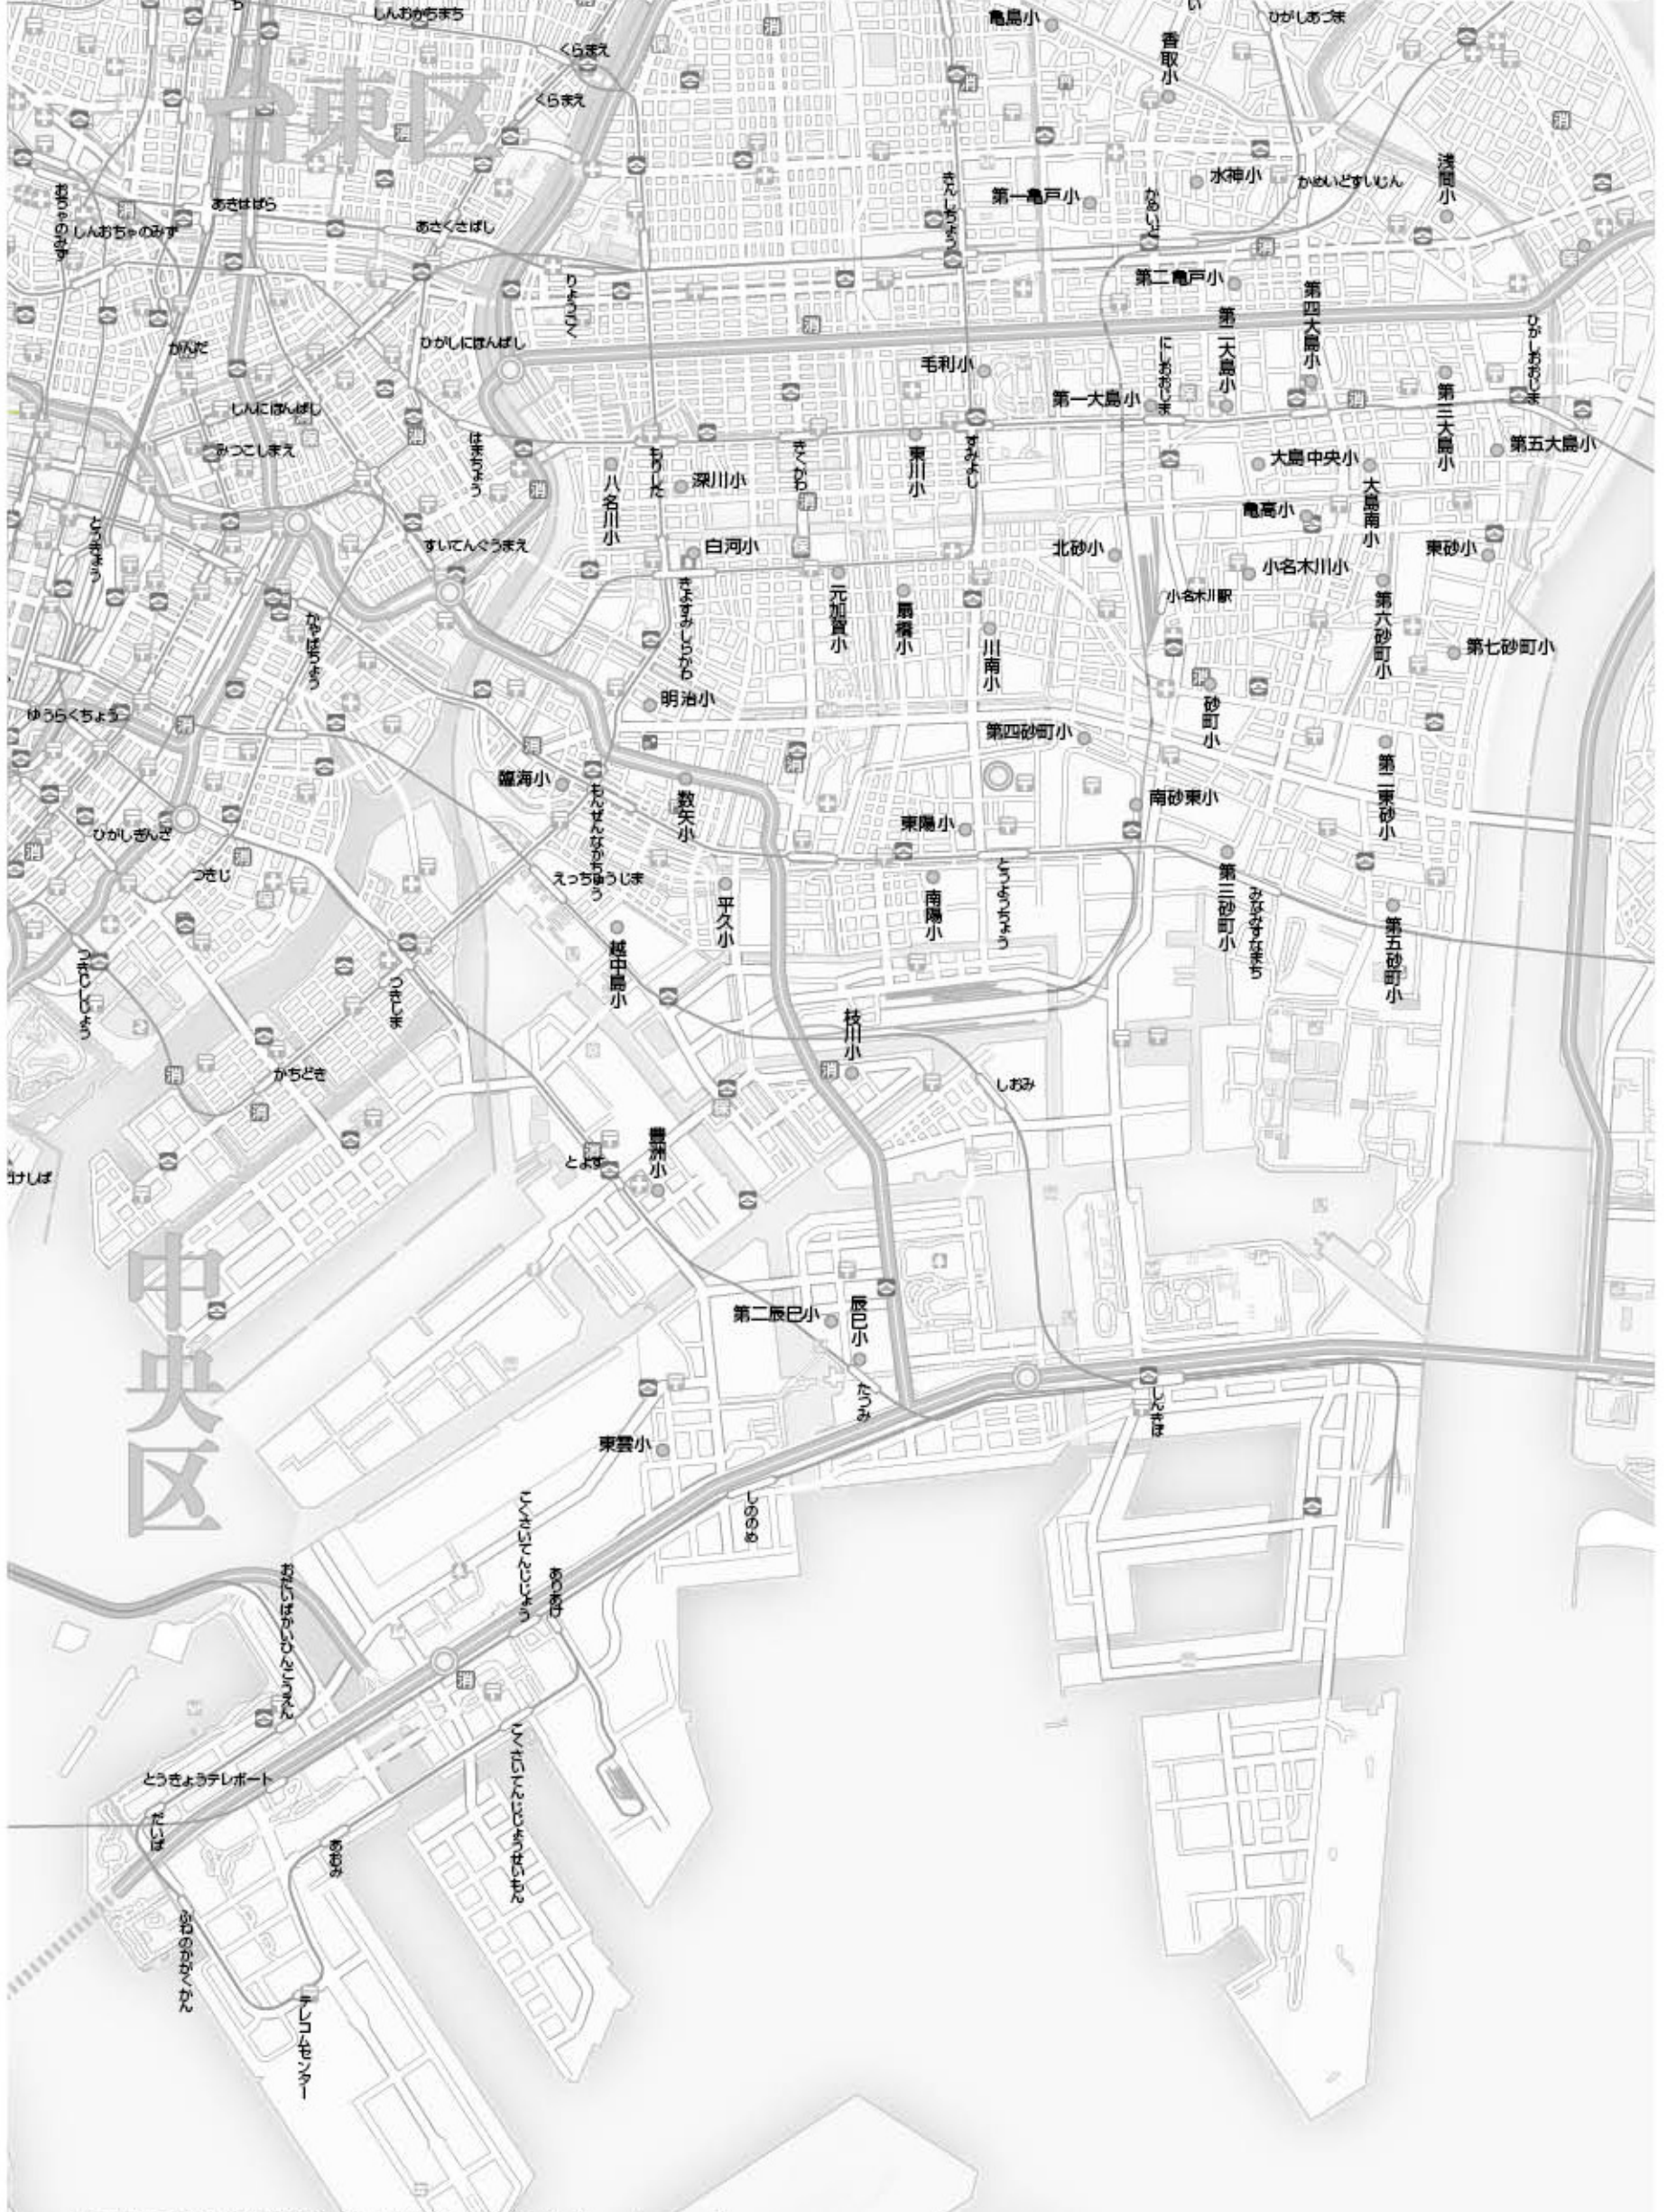 しんおかちまち
亀島小
ひがしあづま
くらまえ
香取小
くらまえ
台東区
浅間小
水神小
かめいどすいじん
第一亀戸小
きんしちょう
かめいど
おちゃのみず
あきはばら
しんおちゃのみず
あさくさばし
りょうごく
第二亀戸小
第四大島小
第二大島小
ひがしおおじま
ひがしにほんばし
かんだ
毛利小
にしおおじま
第一大島小
第三大島小
しんにほんばし
みつこしまえ
はまちょう
もりした
きくかわ
東川小
すみよし
第五大島小
大島中央小
八名川小
深川小
大島南小
亀高小
とうきょう
すいてんぐうまえ
白河小
北砂小
東砂小
小名木川小
きよすみしらかわ
元加賀小
扇橋小
小名木川駅
第六砂町小
かやばちょう
川南小
第七砂町小
明治小
砂町小
ゆうらくちょう
第四砂町小
第二東砂小
臨海小
もんぜんなかちょう
数矢小
南砂東小
東陽小
ひがしぎんざ
つきじ
えっちゅうじま
平久小
南陽小
とうようちょう
第三砂町小
みなみすなまち
第五砂町小
つきじしじょう
つきしま
越中島小
枝川小
かちどき
しおみ
豊洲小
とよす
けしば
中央区
第二辰巳小
辰巳小
たつみ
しんきば
東雲小
しののめ
こくさいてんじじょう
ありあけ
おだいばかいひんこうえん
こくさいてんじじょうせいもん
とうきょうテレポート
だいば
あおみ
ふねのかがくかん
テレコムセンター